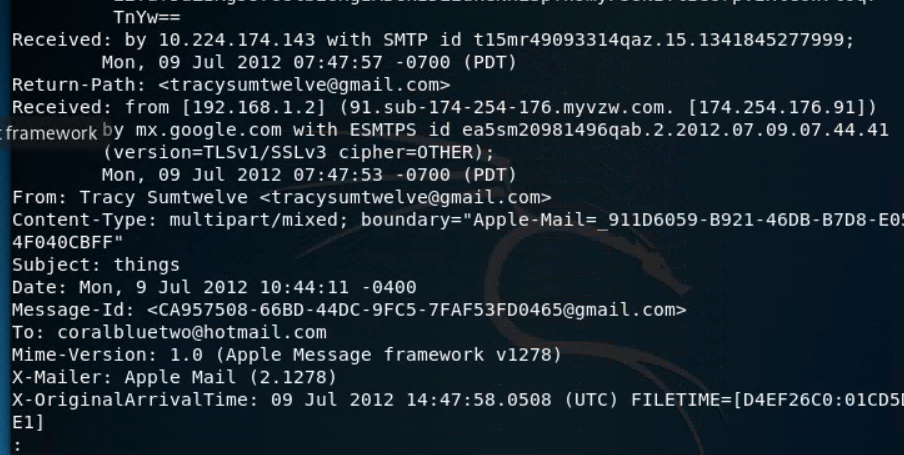 TnYw==
Received: by 10.224.174.143 with SMTP id t15mr49093314qaz.15.1341845277999;
Mon, 09 Jul 2012 07:47:57 -0700 (PDT)
Return-Path: <tracysumtwelve@gmail.com>
Received: from [192.168.1.2] (91.sub-174-254-176.myvzw.com. [174.254.176.91])
t framework
by mx.google.com with ESMTPS id ea5sm20981496qab.2.2012.07.09.07.44.41
(version=TLSv1/SSLv3 cipher=OTHER);
Mon, 09 Jul 2012 07:47:53 -0700 (PDT)
From: Tracy Sumtwelve <tracysumtwelve@gmail.com>
Content-Type: multipart/mixed; boundary="Apple-Mail=_911D6059-B921-46DB-B7D8-E05
4F040CBFF"
Subject: things
Date: Mon, 9 Jul 2012 10:44:11 -0400
Message-Id: <CA957508-66BD-44DC-9FC5-7FAF53FD0465@gmail.com>
To: coralbluetwo@hotmail.com
Mime-Version: 1.0 (Apple Message framework v1278)
X-Mailer: Apple Mail (2.1278)
X-OriginalArrivalTime: 09 Jul 2012 14:47:58.0508 (UTC) FILETIME=[D4EF26C0:01CD5D
E1]
: